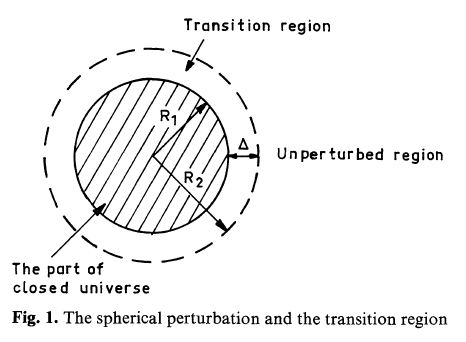 Transition region
R1
Δ
Unperturbed region
R2
The part of
closed universe
Fig. 1. The spherical perturbation and the transition region